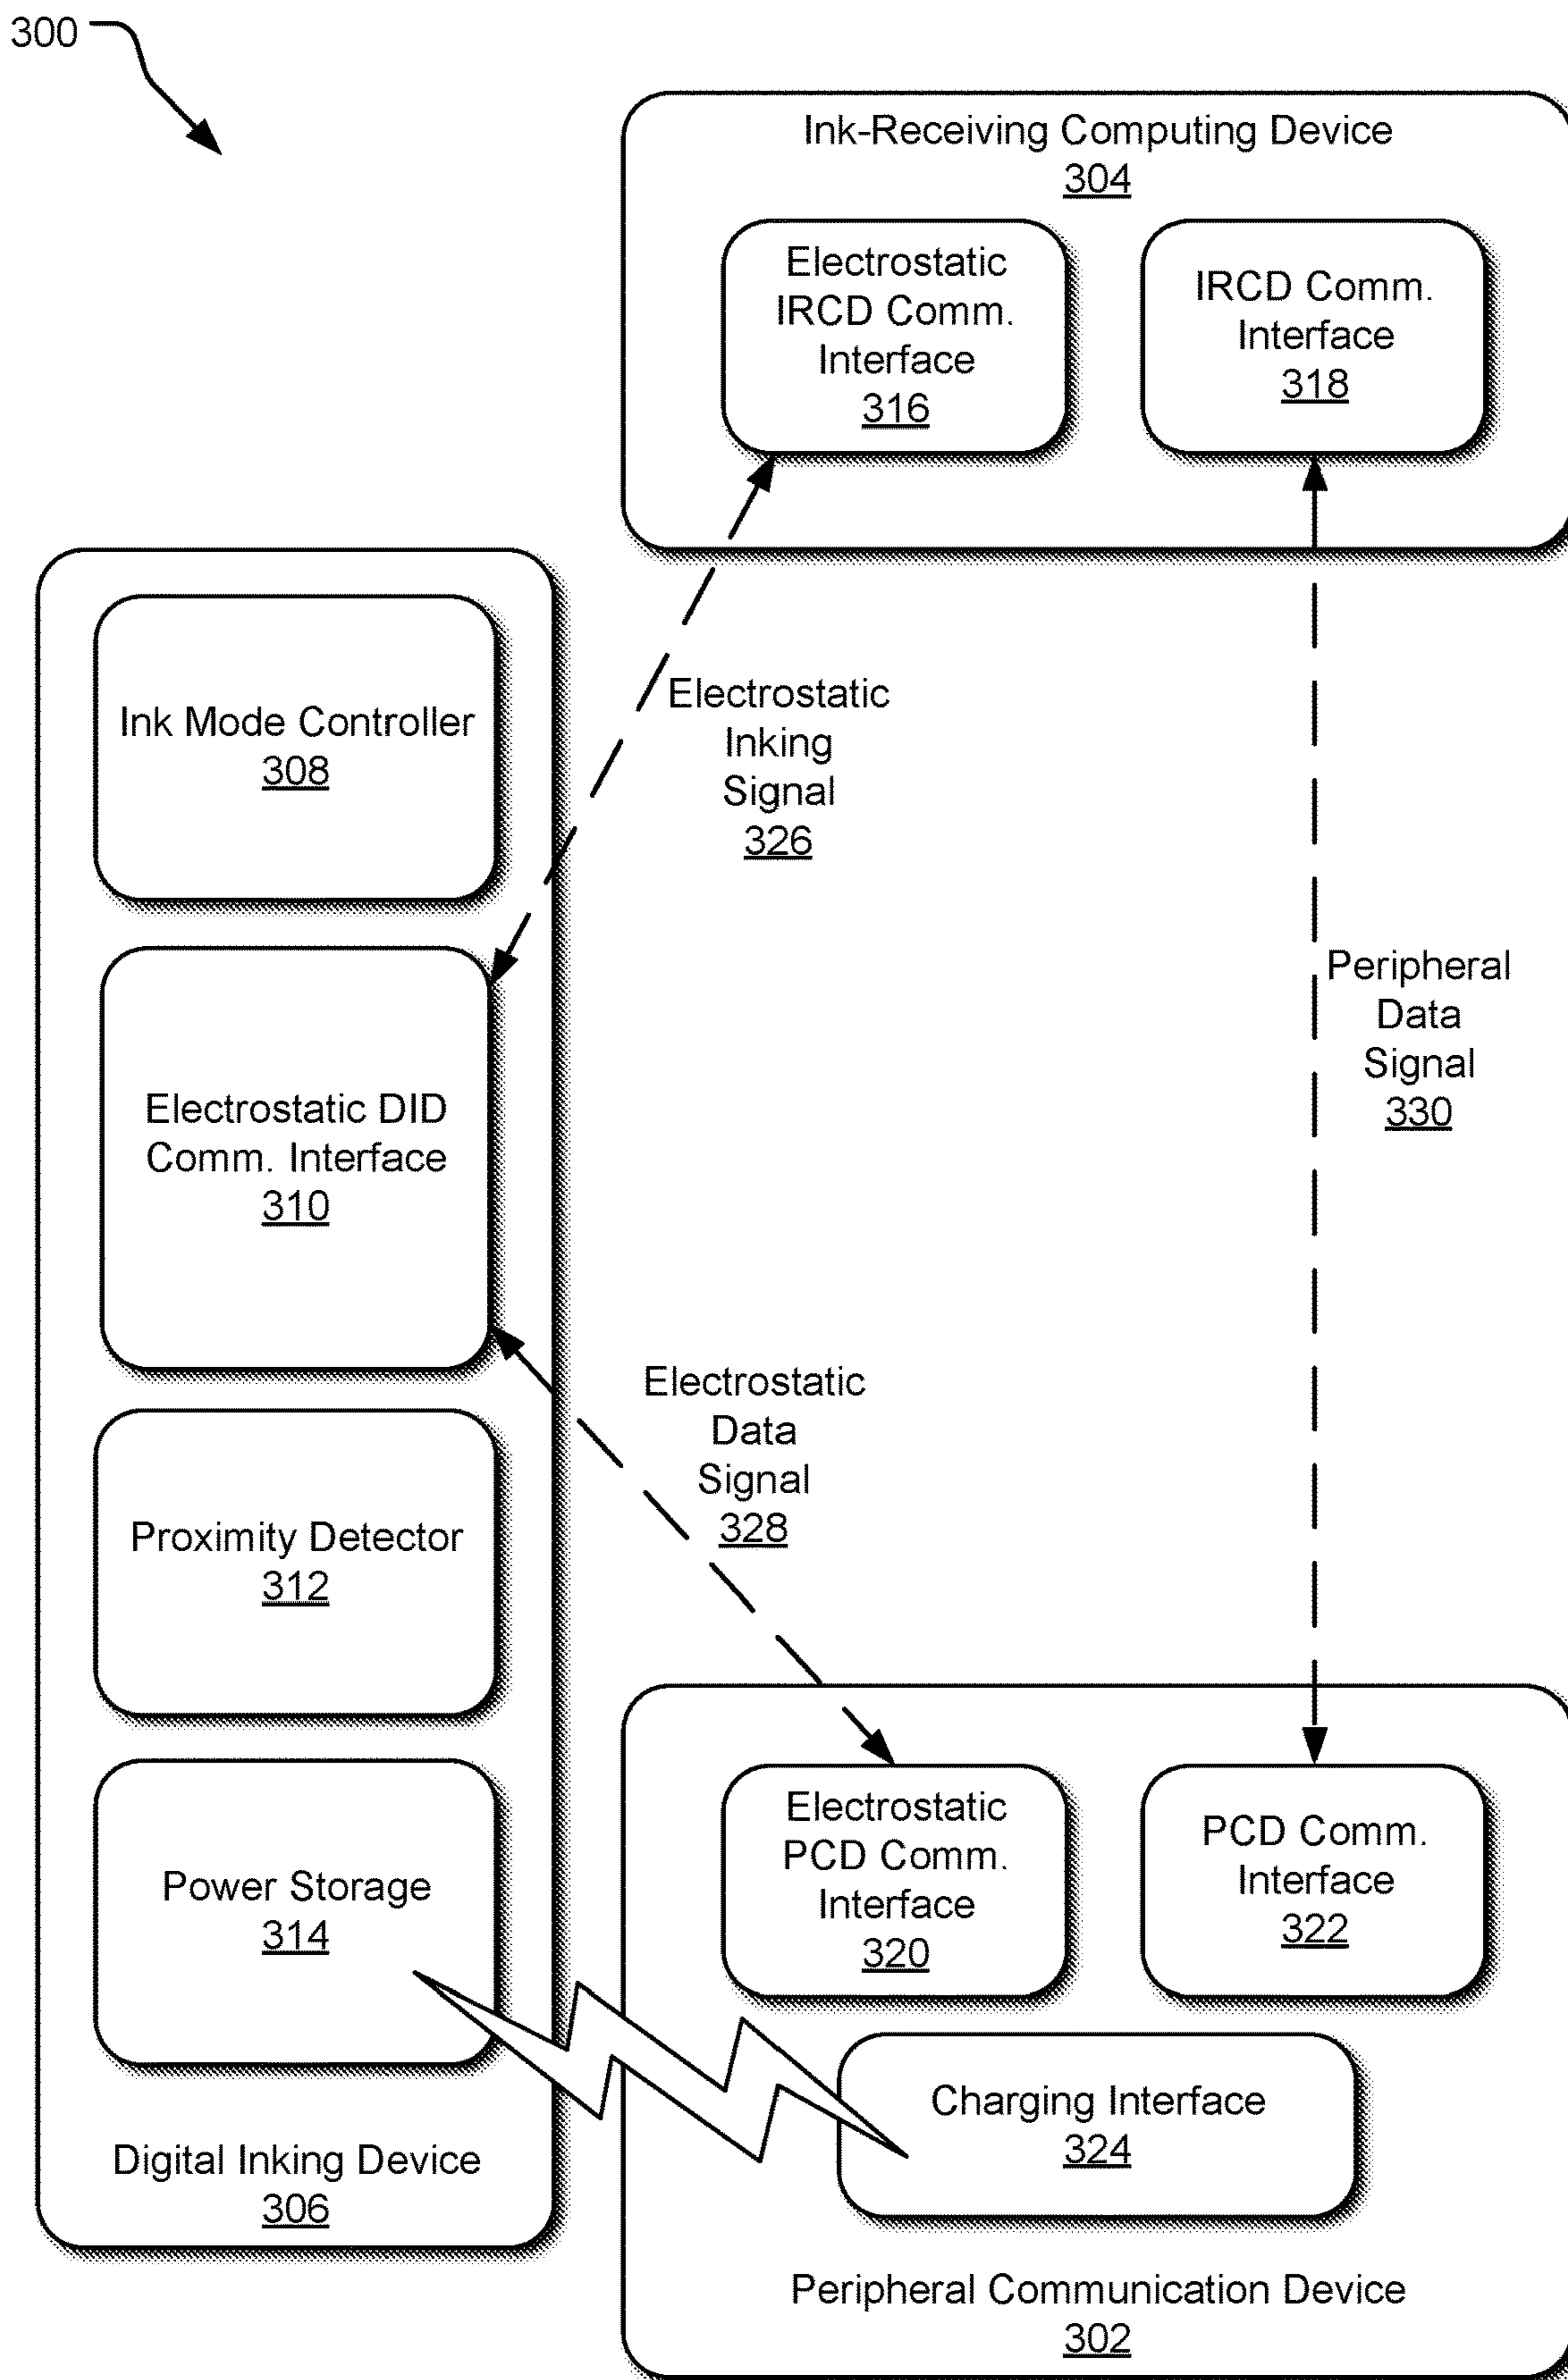 300
Ink-Receiving Computing Device
304
Electrostatic
IRCD Comm.
Interface
316
IRCD Comm.
Interface
318
Ink Mode Controller
308
Electrostatic
Inking
Signal
326
Electrostatic DID
Comm. Interface
310
Peripheral
Data
Signal
330
Electrostatic
Data
Signal
328
Proximity Detector
312
Power Storage
314
Electrostatic
PCD Comm.
Interface
320
PCD Comm.
Interface
322
Charging Interface
324
Digital Inking Device
306
Peripheral Communication Device
302